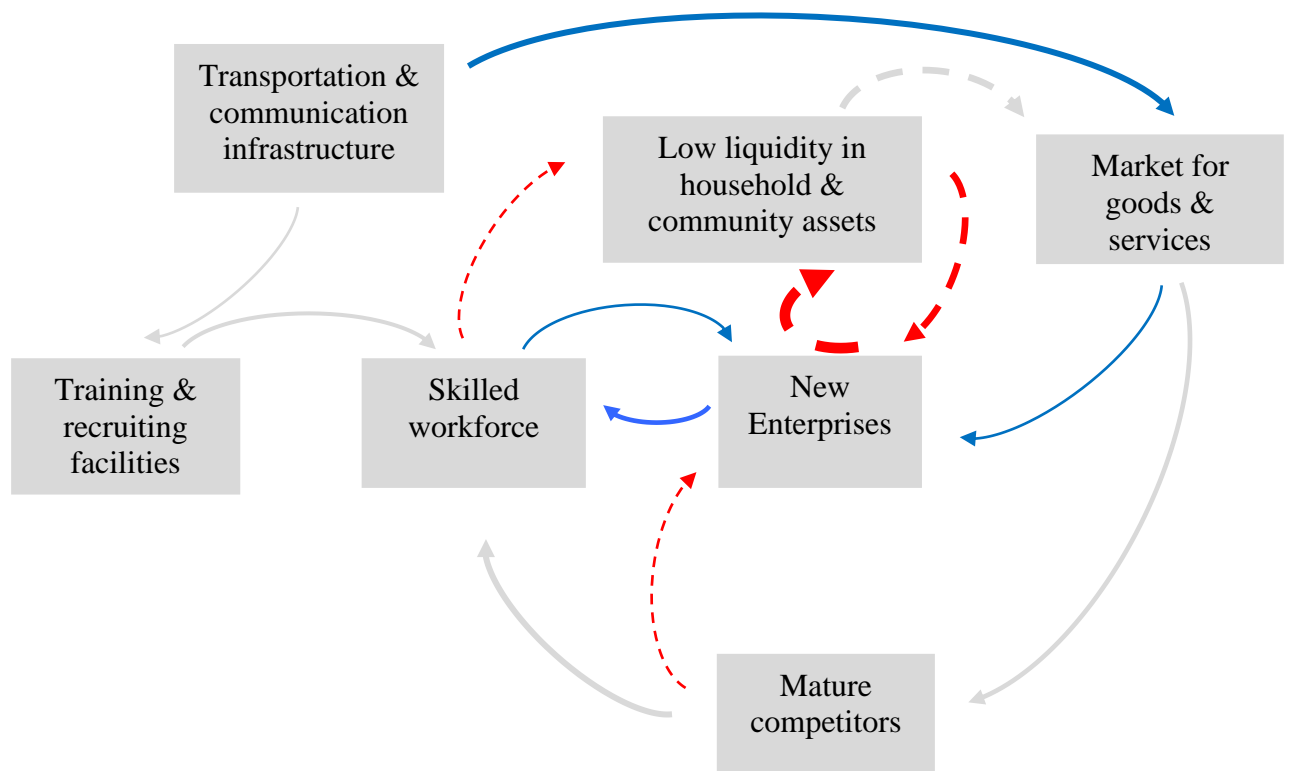 Transportation &
communication
infrastructure
Low liquidity in
household &
community assets
Market for
goods &
services
Training &
recruiting
facilities
Skilled
workforce
New
Enterprises
Mature
competitors